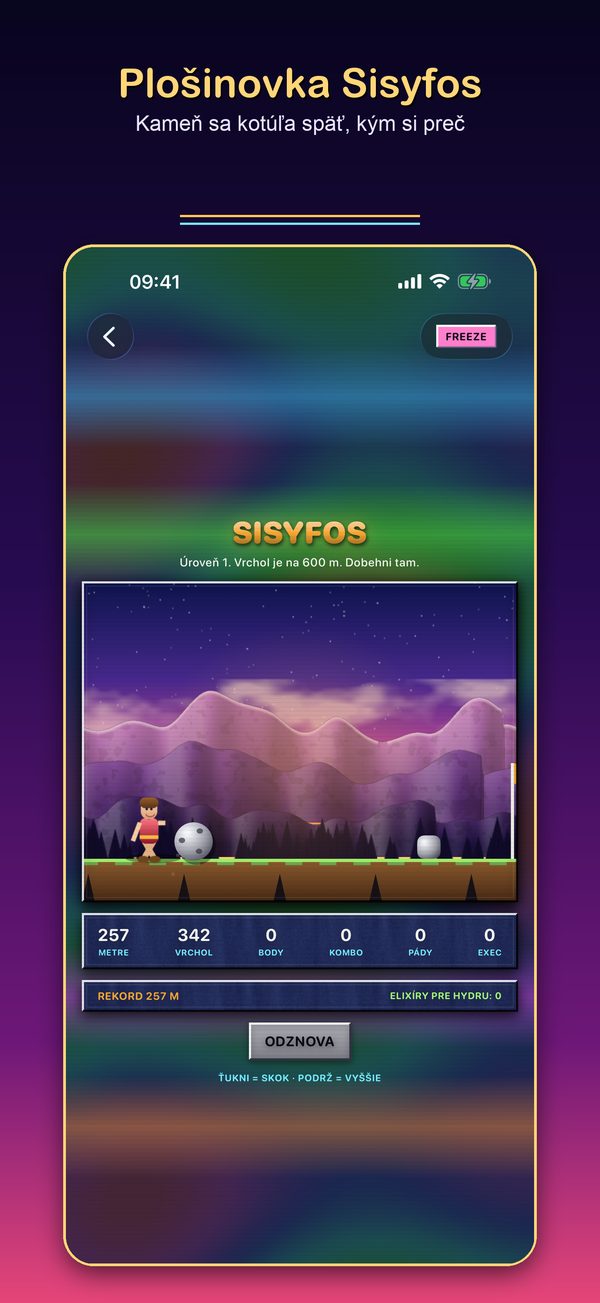 Plošinovka Sisyfos
Kameň sa kotúľa späť, kým si preč
09:41
FREEZE
SISYFOS
Úroveň 1. Vrchol je na 600 m. Dobehni tam.
257 342 0 0 0 0
METRE VRCHOL BODY KOMBO PÁDY EXEC
REKORD 257 M ELIXÍRY PRE HYDRU: 0
ODZNOVA
ŤUKNI = SKOK · PODRŽ = VYŠŠIE